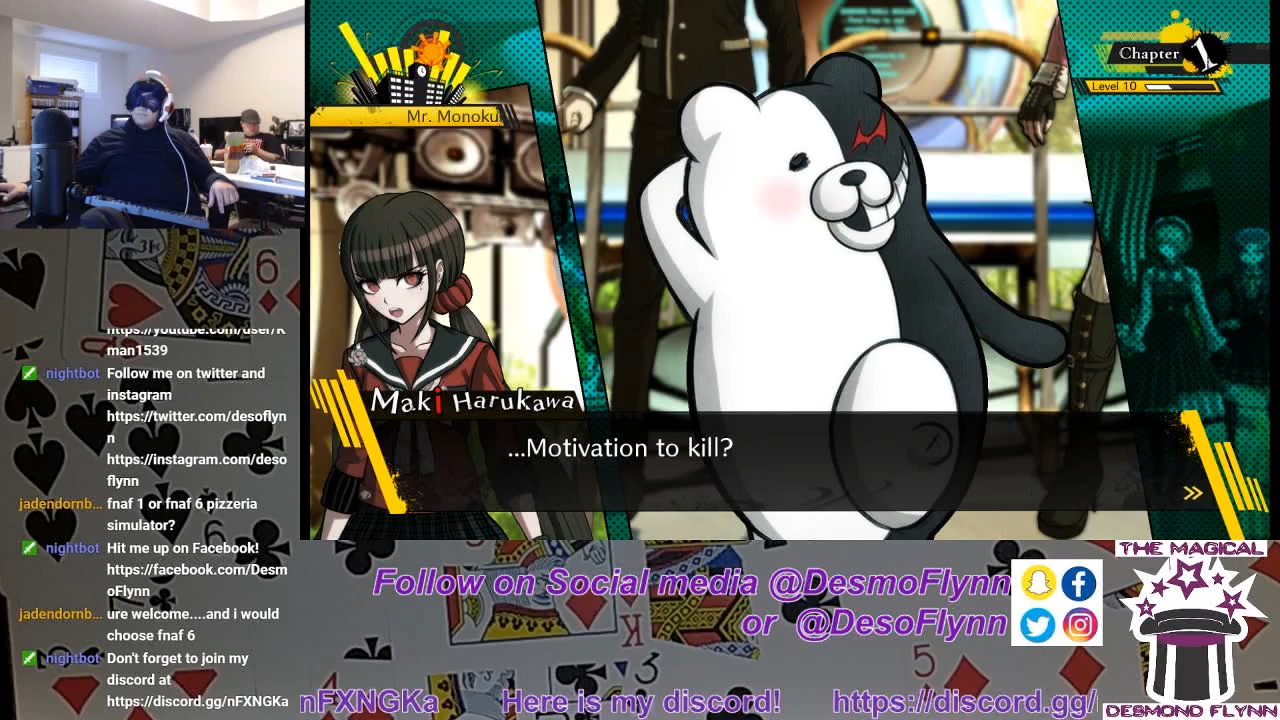 Mr. Monoku
Chapter 1
Level 10
Maki Harukawa
...Motivation to kill?
https://youtube.com/user/K
man1539
nightbot Follow me on twitter and
instagram
https://twitter.com/desoflyn
n
https://instagram.com/deso
flynn
jadendornb... fnaf 1 or fnaf 6 pizzeria
simulator?
nightbot Hit me up on Facebook!
https://facebook.com/Desm
oFlynn
jadendornb... ure welcome....and i would
choose fnaf 6
nightbot Don't forget to join my
discord at
https://discord.gg/nFXNGKa
Follow on Social media @DesmoFlynn
or @DesoFlynn
nFXNGKa Here is my discord! https://discord.gg/
THE MAGICAL
DESMOND FLYNN
6
K
3
5